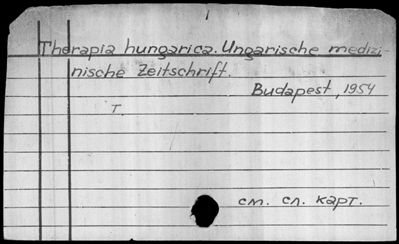 1
Therapia hungarica. Ungarische medizi-
nische Zeitschrift.
Budapest, 1954
T.
см. сл. карт.